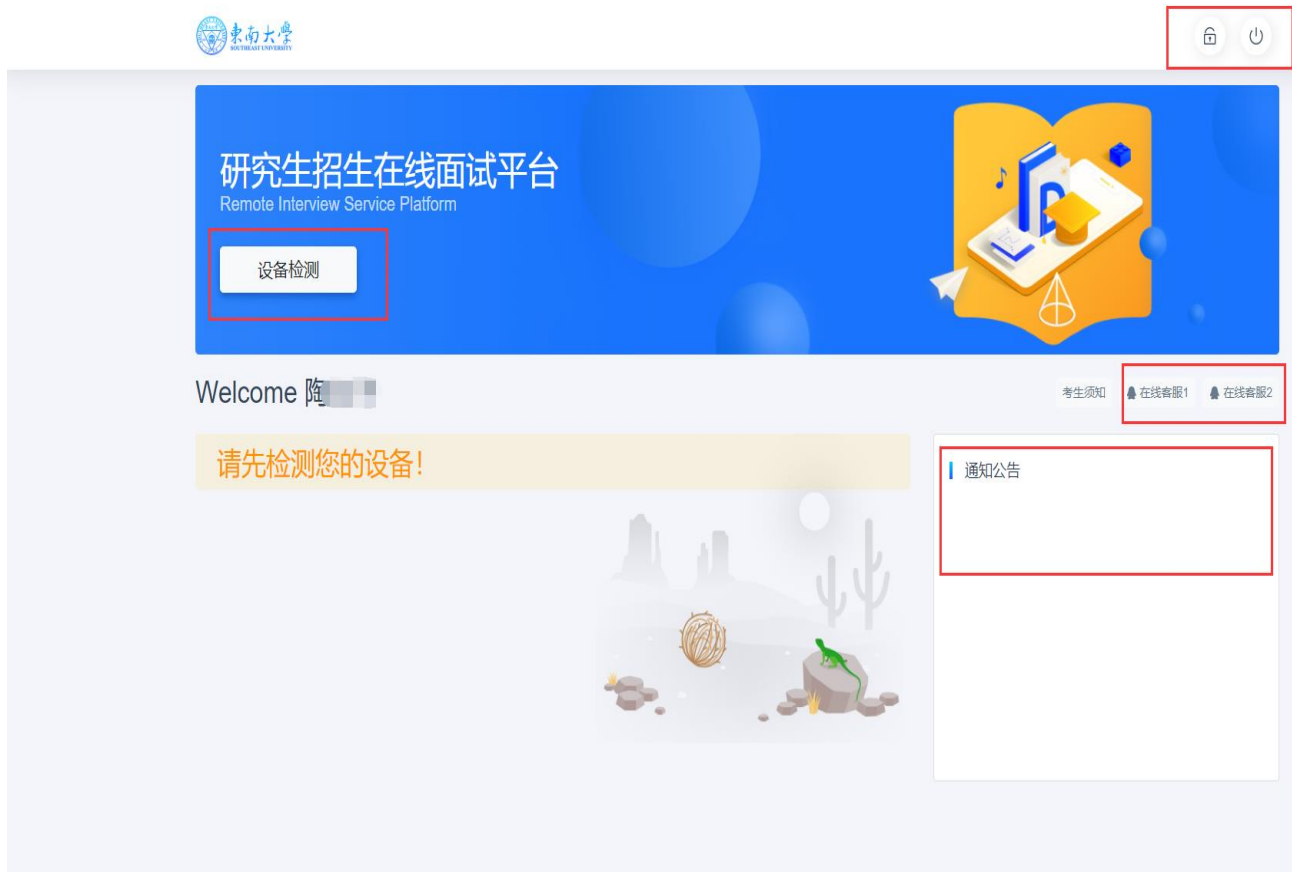 東南大學
SOUTHEAST UNIVERSITY
研究生招生在线面试平台
Remote Interview Service Platform
设备检测
D
Welcome 陶
考生须知 在线客服1 在线客服2
请先检测您的设备！
通知公告